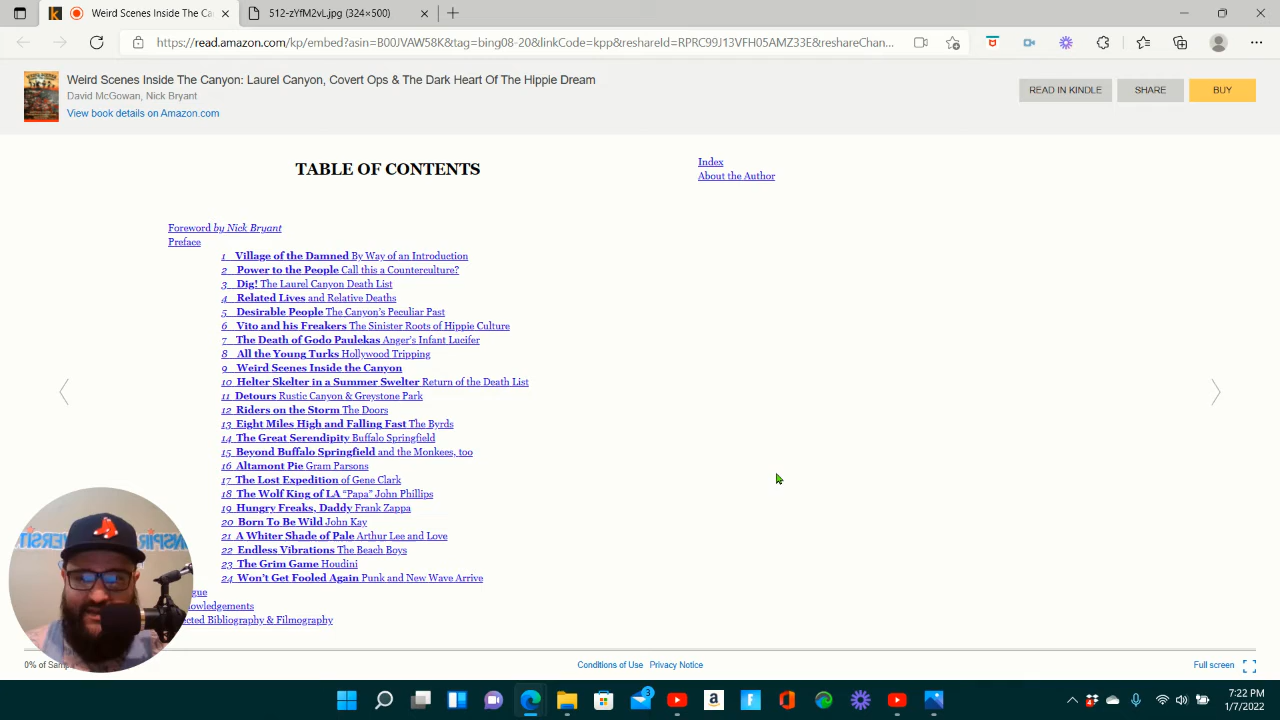 Weird Scenes Inside The Ca
512-zYfM2yL.jpg (324×500)
https://read.amazon.com/kp/embed?asin=B00JVAW58K&tag=bing08-20&linkCode=kpp&reshareId=RPRC99J13VFH05AMZ33E&reshareChan...
Weird Scenes Inside The Canyon: Laurel Canyon, Covert Ops & The Dark Heart Of The Hippie Dream
David McGowan, Nick Bryant
View book details on Amazon.com
READ IN KINDLE
SHARE
BUY
TABLE OF CONTENTS
Foreword by Nick Bryant
Preface
1 Village of the Damned By Way of an Introduction
2 Power to the People Call this a Counterculture?
3 Dig! The Laurel Canyon Death List
4 Related Lives and Relative Deaths
5 Desirable People The Canyon's Peculiar Past
6 Vito and his Freakers The Sinister Roots of Hippie Culture
7 The Death of Godo Paulekas Anger's Infant Lucifer
8 All the Young Turks Hollywood Tripping
9 Weird Scenes Inside the Canyon
10 Helter Skelter in a Summer Swelter Return of the Death List
11 Detours Rustic Canyon & Greystone Park
12 Riders on the Storm The Doors
13 Eight Miles High and Falling Fast The Byrds
14 The Great Serendipity Buffalo Springfield
15 Beyond Buffalo Springfield and the Monkees, too
16 Altamont Pie Gram Parsons
17 The Lost Expedition of Gene Clark
18 The Wolf King of LA “Papa” John Phillips
19 Hungry Freaks, Daddy Frank Zappa
20 Born To Be Wild John Kay
21 A Whiter Shade of Pale Arthur Lee and Love
22 Endless Vibrations The Beach Boys
23 The Grim Game Houdini
24 Won't Get Fooled Again Punk and New Wave Arrive
gue
owledgements
cted Bibliography & Filmography
Index
About the Author
0% of Samp
Conditions of Use
Privacy Notice
Full screen
3
4
7:22 PM
1/7/2022